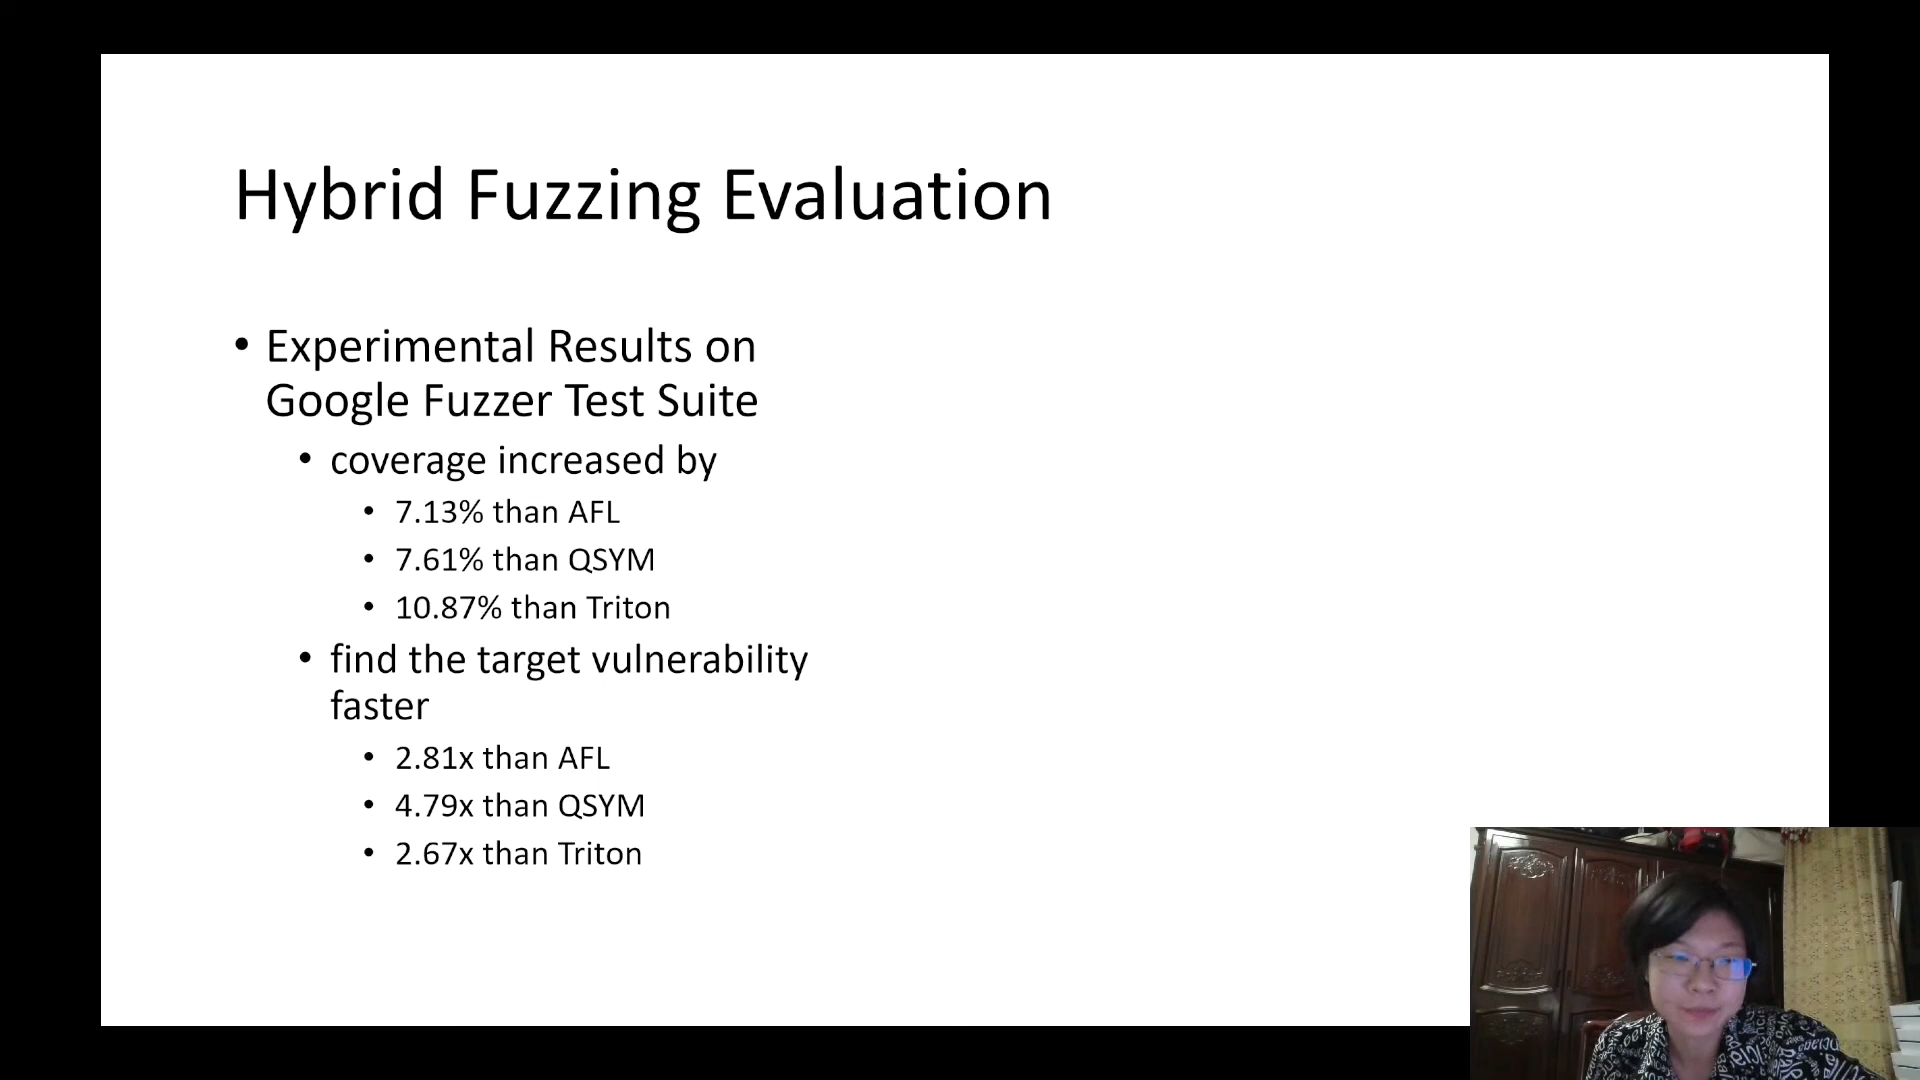 Hybrid Fuzzing Evaluation
• Experimental Results on
Google Fuzzer Test Suite
• coverage increased by
• 7.13% than AFL
• 7.61% than QSYM
• 10.87% than Triton
• find the target vulnerability
faster
• 2.81x than AFL
• 4.79x than QSYM
• 2.67x than Triton